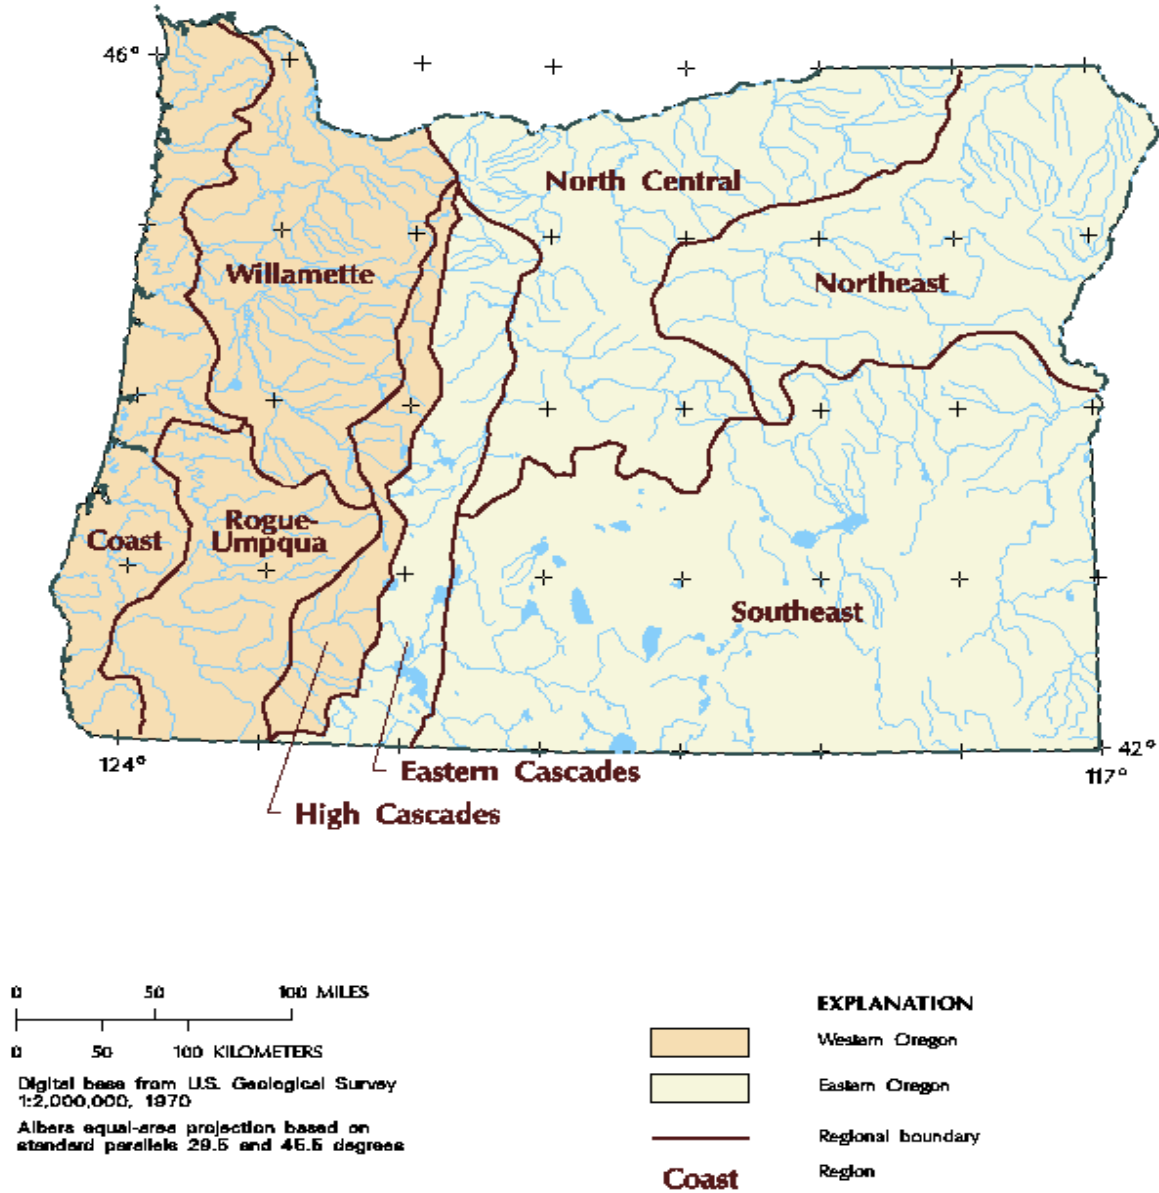 46°
North Central
Willamette
Northeast
Coast
Rogue-
Umpqua
Southeast
42°
124°
117°
Eastern Cascades
High Cascades
0 50 100 MILES
0 50 100 KILOMETERS
Digital base from U.S. Geological Survey
1:2,000,000, 1970
Albers equal-area projection based on
standard parallels 29.5 and 45.5 degrees
EXPLANATION
Western Oregon
Eastern Oregon
Regional boundary
Coast Region